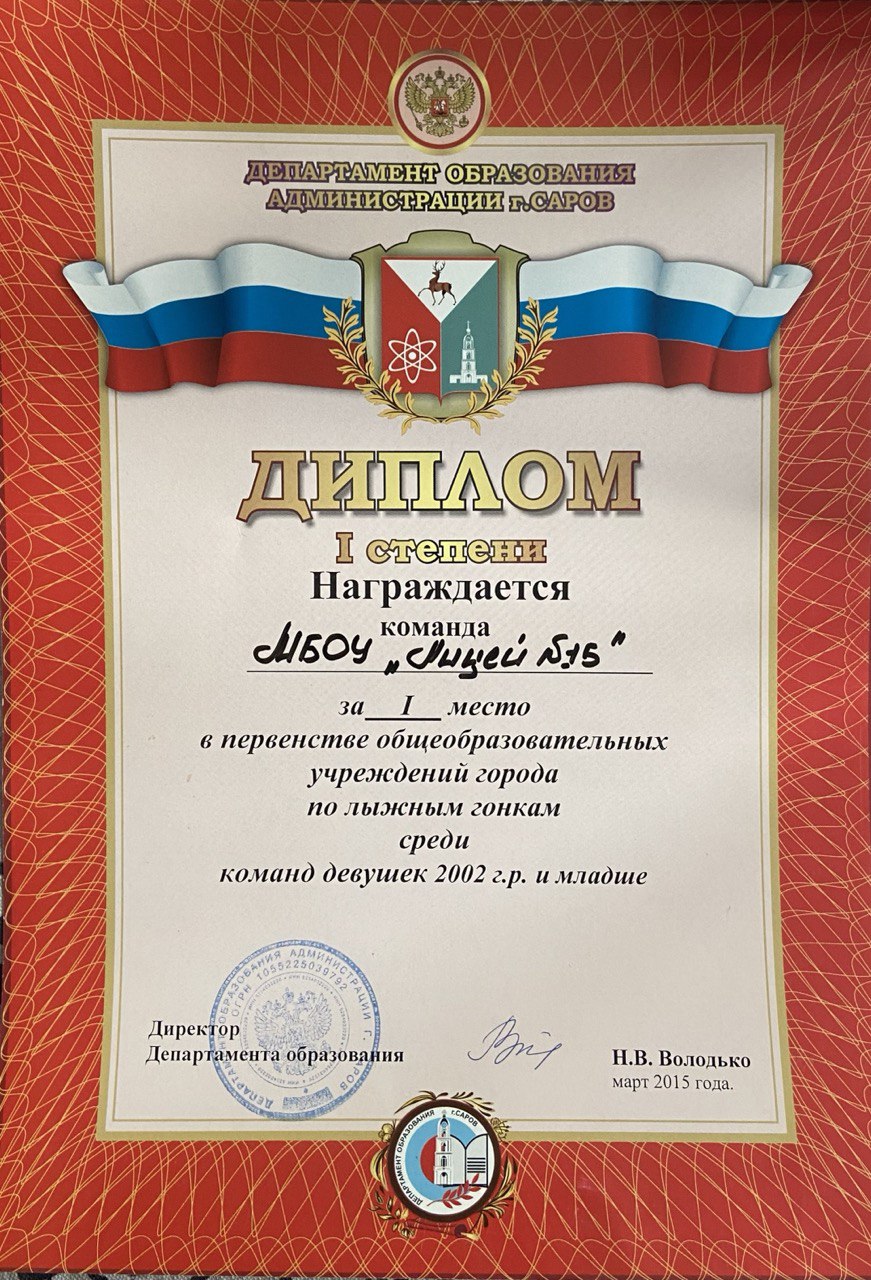 ДЕПАРТАМЕНТ ОБРАЗОВАНИЯ
АДМИНИСТРАЦИИ г.САРОВ
ДИПЛОМ
I степени
Награждается
команда
МБОУ „Лицей №15"
за I место
в первенстве общеобразовательных
учреждений города
по лыжным гонкам
среди
команд девушек 2002 г.р. и младше
ДЕПАРТАМЕНТ ОБРАЗОВАНИЯ АДМИНИСТРАЦИИ Г. САРОВ
ОГРН 1055225039792
Директор
Департамента образования
Н.В. Володько
март 2015 года.
ДЕПАРТАМЕНТ ОБРАЗОВАНИЯ г.САРОВ